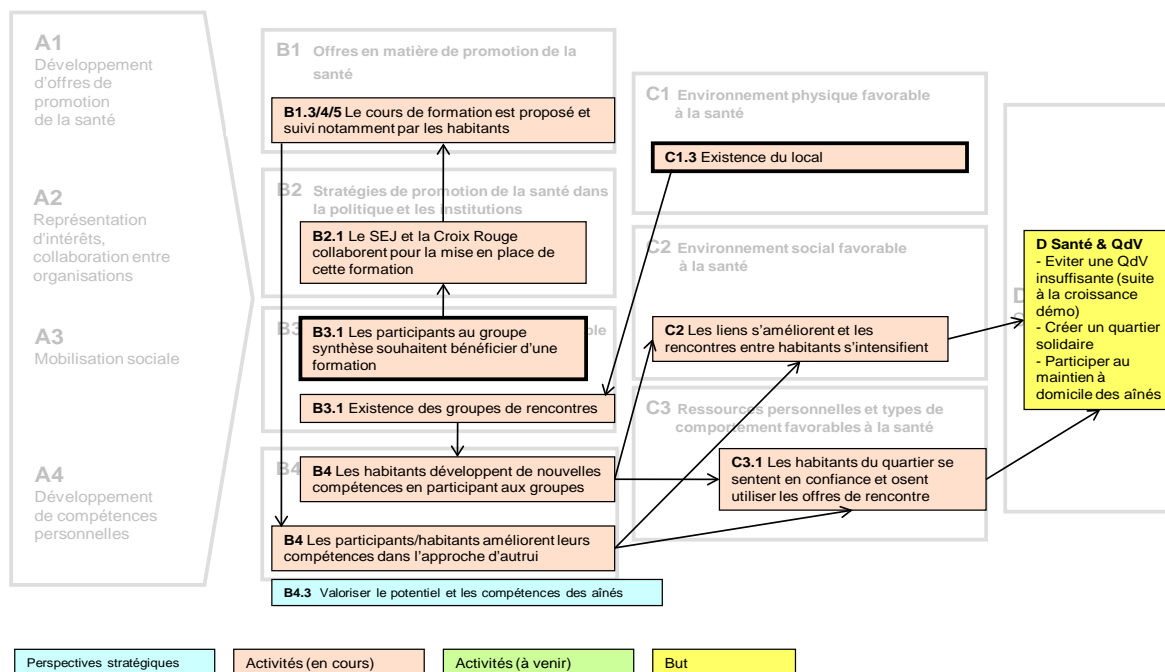 A1
Développement
d'offres de
promotion
de la santé
A2
Représentation
d'intérêts,
collaboration entre
organisations
A3
Mobilisation sociale
A4
Développement
de compétences
personnelles
B1 Offres en matière de promotion de la
santé
B1.3/4/5 Le cours de formation est proposé et
suivi notamment par les habitants
B2 Stratégies de promotion de la santé dans
la politique et les institutions
B2.1 Le SEJ et la Croix Rouge
collaborent pour la mise en place de
cette formation
B3
B3.1 Les participants au groupe
synthèse souhaitent bénéficier d'une
formation
B3.1 Existence des groupes de rencontres
B4
B4 Les habitants développent de nouvelles
compétences en participant aux groupes
B4 Les participants/habitants améliorent leurs
compétences dans l'approche d'autrui
B4.3 Valoriser le potentiel et les compétences des aînés
C1 Environnement physique favorable
à la santé
C1.3 Existence du local
C2 Environnement social favorable
à la santé
C2 Les liens s'améliorent et les
rencontres entre habitants s'intensifient
C3 Ressources personnelles et types de
comportement favorables à la santé
C3.1 Les habitants du quartier se
sentent en confiance et osent
utiliser les offres de rencontre
D Santé & QdV
- Eviter une QdV
insuffisante (suite
à la croissance
démo)
- Créer un quartier
solidaire
- Participer au
maintien à
domicile des aînés
Perspectives stratégiques
Activités (en cours)
Activités (à venir)
But